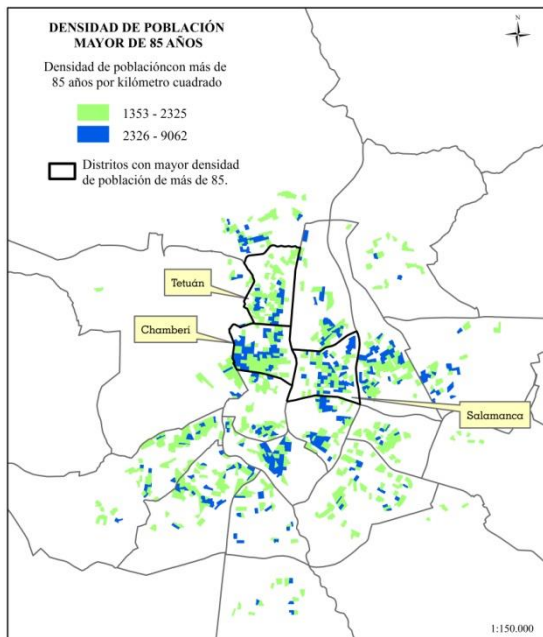 DENSIDAD DE POBLACIÓN
MAYOR DE 85 AÑOS
Densidad de poblacióncon más de
85 años por kilómetro cuadrado
1353 - 2325
2326 - 9062
Distritos con mayor densidad
de población de más de 85.
N
Tetuán
Chamberi
Salamanca
1:150.000